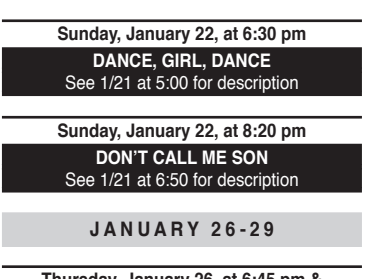 Sunday, January 22, at 6:30 pm
DANCE, GIRL, DANCE
See 1/21 at 5:00 for description
Sunday, January 22, at 8:20 pm
DON'T CALL ME SON
See 1/21 at 6:50 for description
JANUARY 26-29
Thursday, January 26, at 6:45 pm &